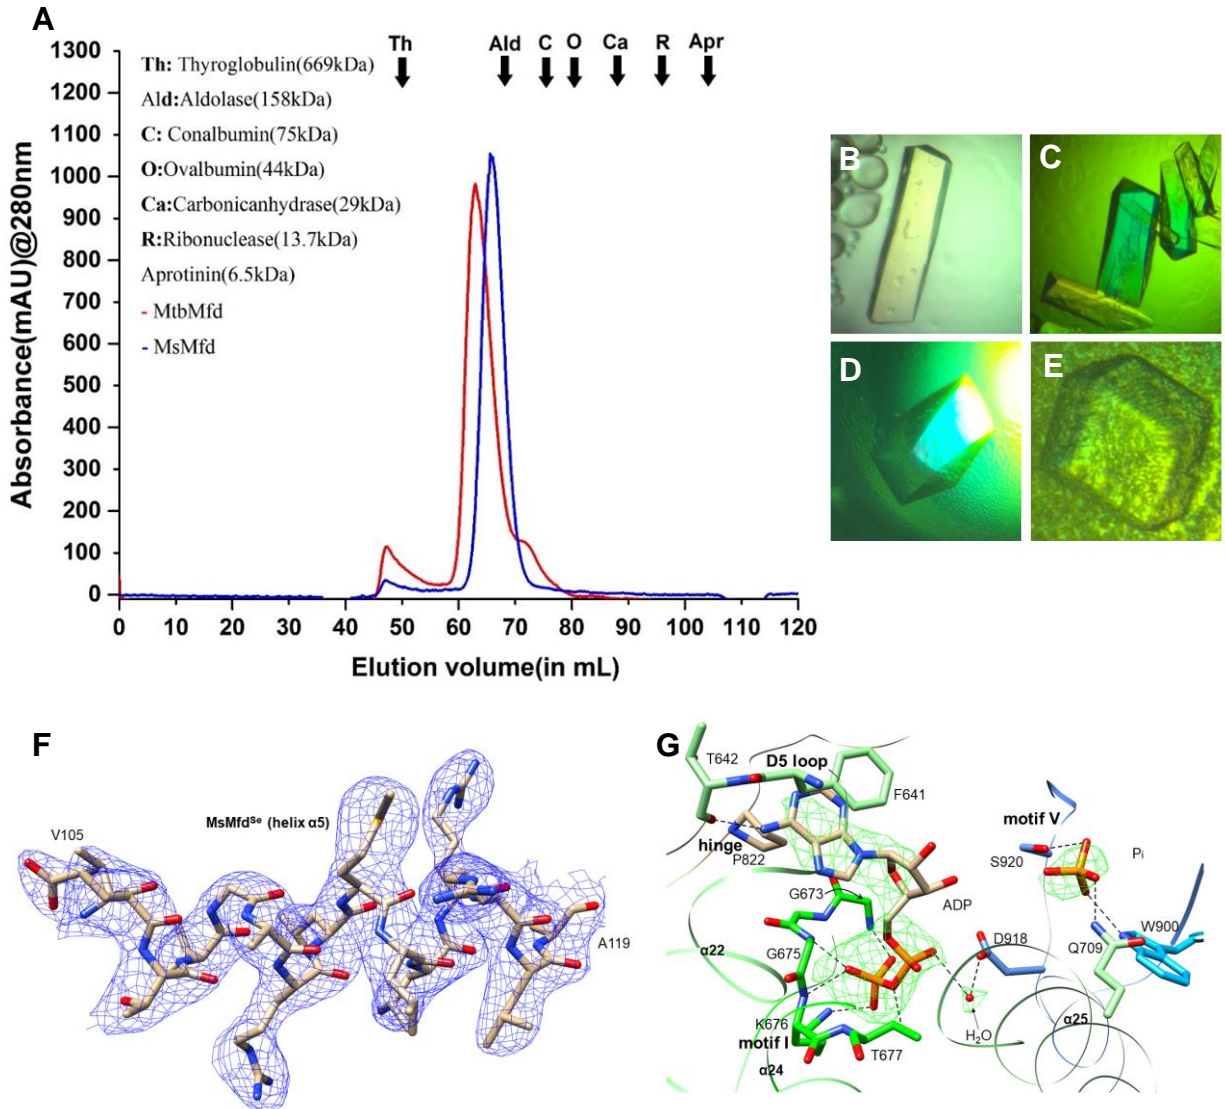 A
Th Ald C O Ca R Apr
Th: Thyroglobulin(669kDa)
Ald:Aldolase(158kDa)
C: Conalbumin(75kDa)
O:Ovalbumin(44kDa)
Ca:Carbonicanhydrase(29kDa)
R:Ribonuclease(13.7kDa)
Aprotinin(6.5kDa)
- MtbMfd
- MsMfd
Absorbance(mAU)@280nm
1300
1200
1100
1000
900
800
700
600
500
400
300
200
100
0
0 10 20 30 40 50 60 70 80 90 100 110 120
Elution volume(in mL)
B
C
D
E
F
MsMfdSe (helix α5)
V105
A119
G
T642
D5 loop
F641
hinge
P822
G673
ADP
α22
G675
K676
motif I
α24
T677
motif V
S920
Pi
W900
Q709
D918
H2O
α25